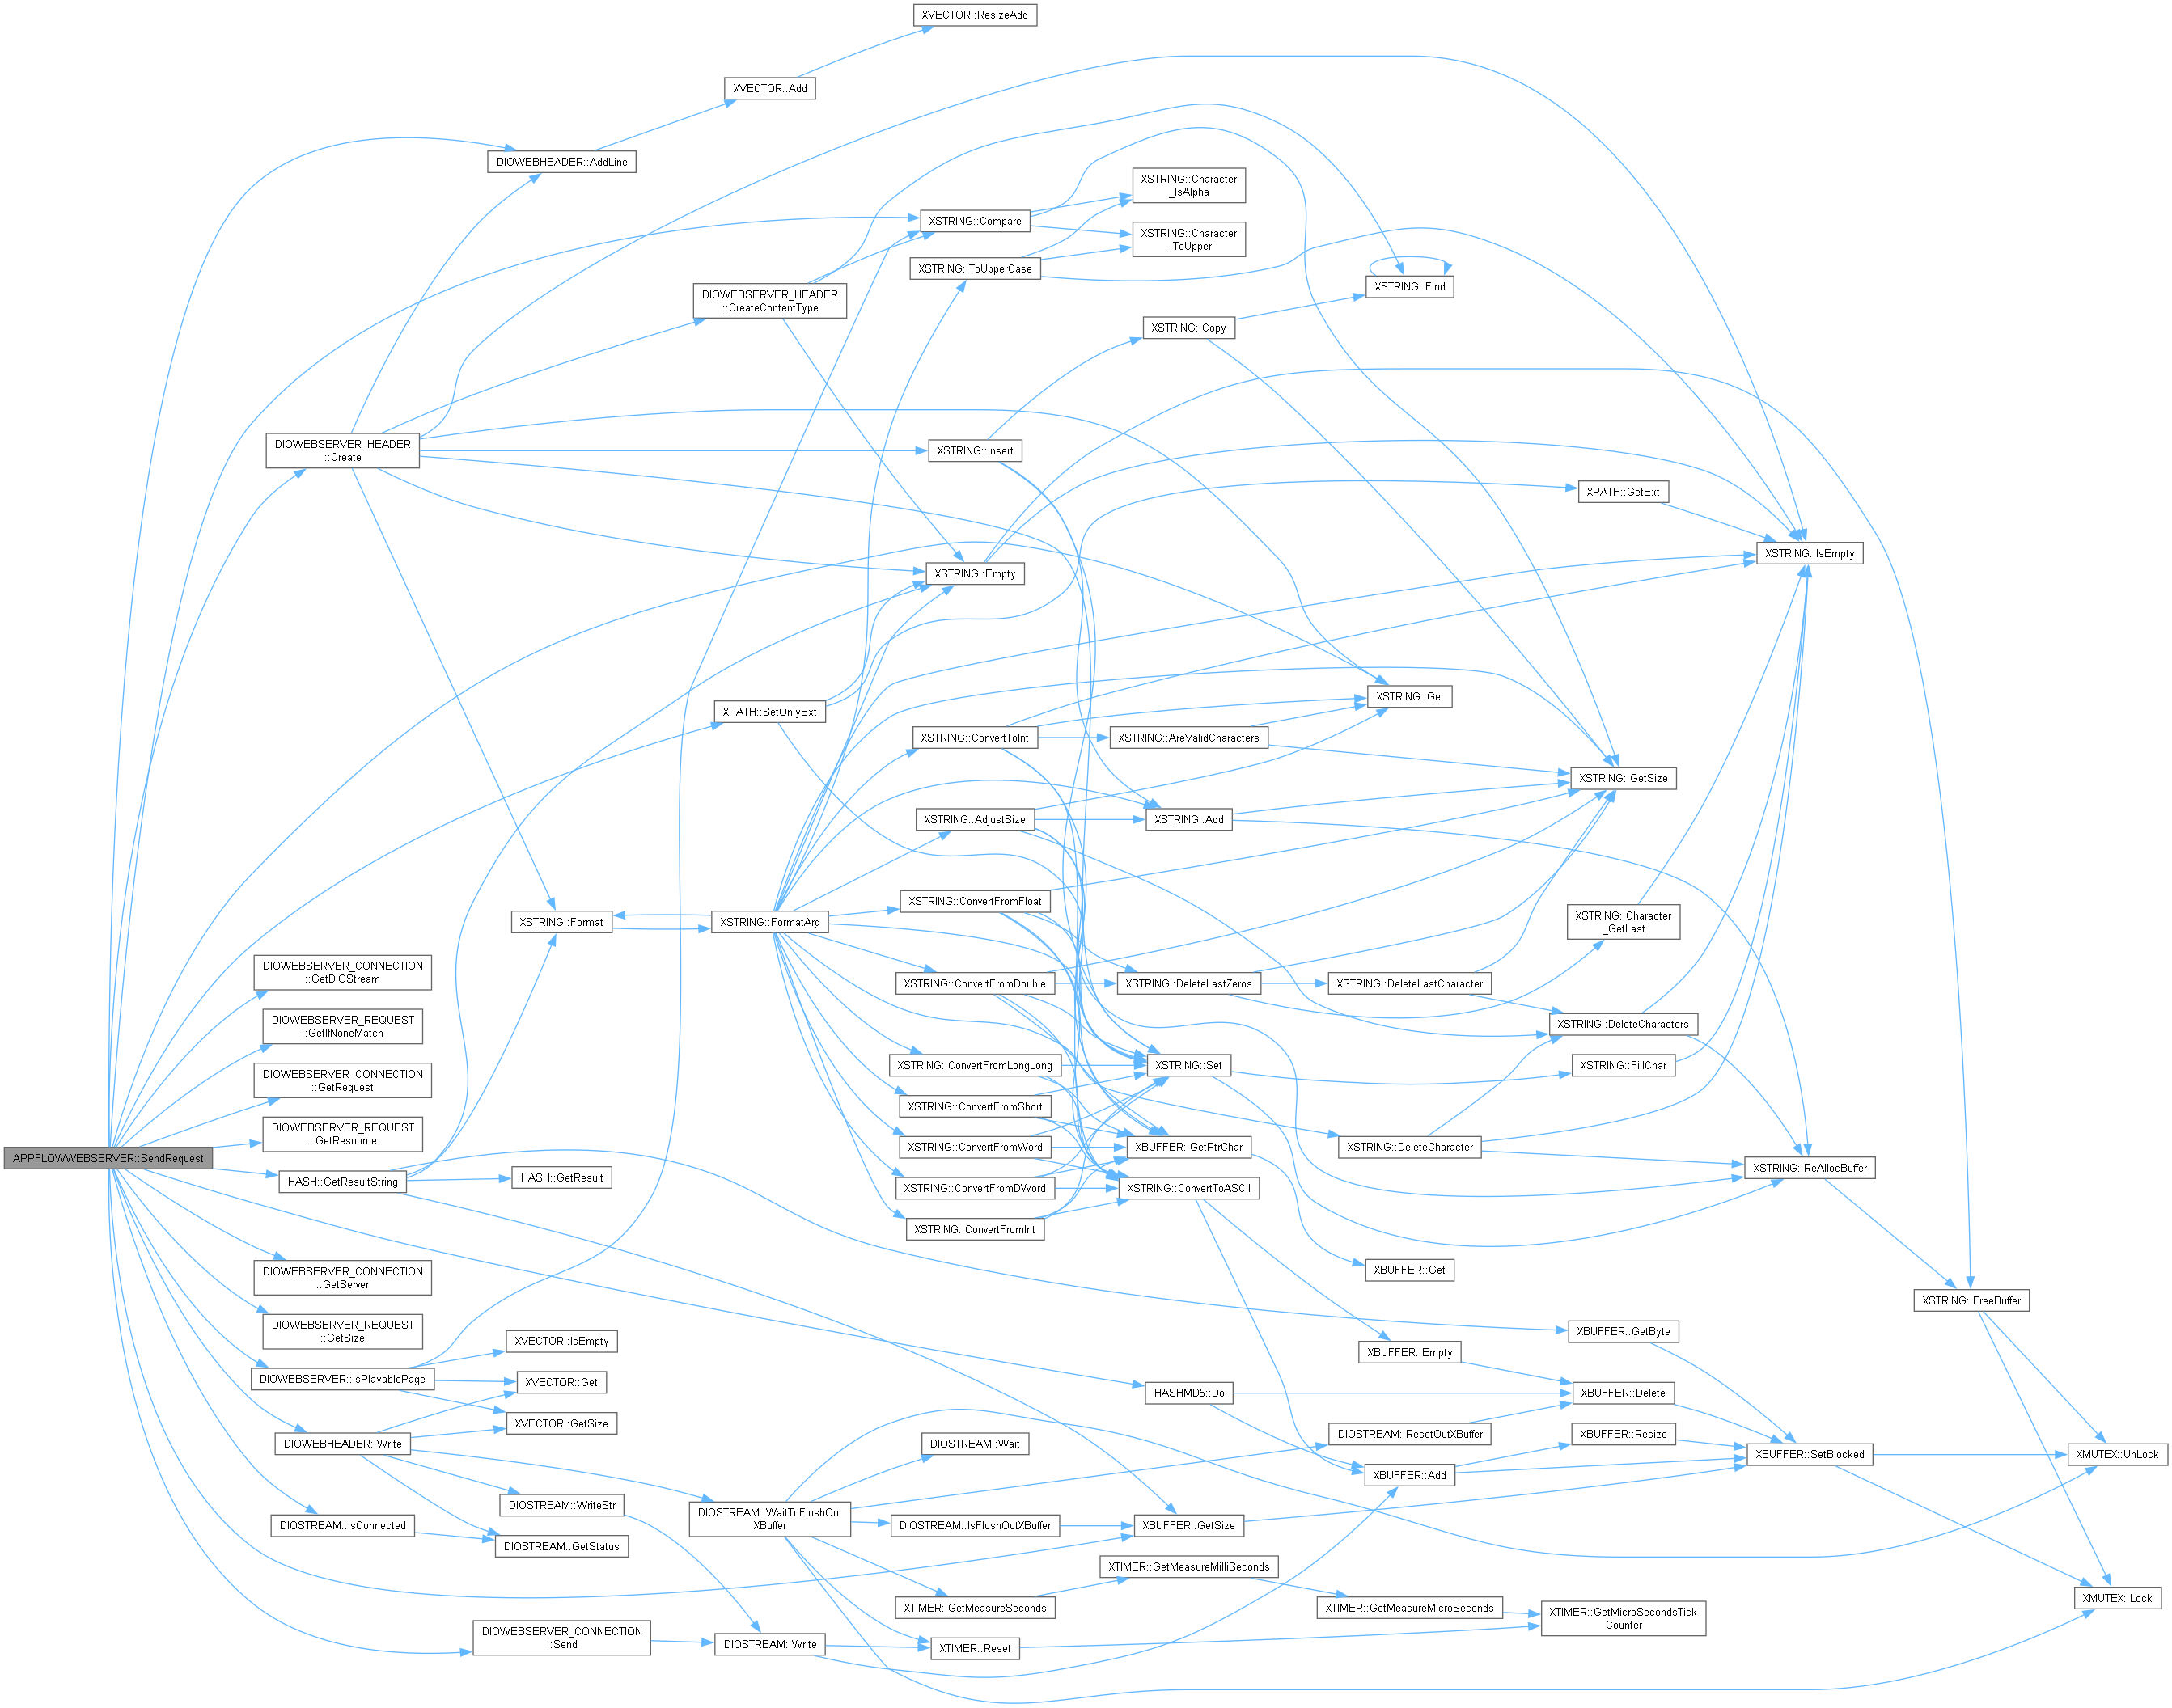 XVECTOR::ResizeAdd
XVECTOR::Add
DIOWEBHEADER::AddLine
XSTRING::Character
_IsAlpha
XSTRING::Compare
XSTRING::Character
_ToUpper
XSTRING::ToUpperCase
XSTRING::Find
DIOWEBSERVER_HEADER
::CreateContentType
XSTRING::Copy
DIOWEBSERVER_HEADER
::Create
XSTRING::Insert
XPATH::GetExt
XSTRING::IsEmpty
XSTRING::Empty
XSTRING::Get
XPATH::SetOnlyExt
XSTRING::ConvertToInt
XSTRING::AreValidCharacters
XSTRING::GetSize
XSTRING::AdjustSize
XSTRING::Add
XSTRING::ConvertFromFloat
XSTRING::Character
_GetLast
XSTRING::Format
XSTRING::FormatArg
DIOWEBSERVER_CONNECTION
::GetDIOStream
XSTRING::ConvertFromDouble
XSTRING::DeleteLastZeros
XSTRING::DeleteLastCharacter
DIOWEBSERVER_REQUEST
::GetIfNoneMatch
XSTRING::DeleteCharacters
XSTRING::ConvertFromLongLong
XSTRING::Set
XSTRING::FillChar
DIOWEBSERVER_CONNECTION
::GetRequest
XSTRING::ConvertFromShort
DIOWEBSERVER_REQUEST
::GetResource
XSTRING::ConvertFromWord
XBUFFER::GetPtrChar
XSTRING::DeleteCharacter
APPFLOWWEBSERVER::SendRequest
XSTRING::ReAllocBuffer
HASH::GetResultString
HASH::GetResult
XSTRING::ConvertFromDWord
XSTRING::ConvertToASCII
XSTRING::ConvertFromInt
DIOWEBSERVER_CONNECTION
::GetServer
XBUFFER::Get
XSTRING::FreeBuffer
DIOWEBSERVER_REQUEST
::GetSize
XBUFFER::GetByte
XVECTOR::IsEmpty
XBUFFER::Empty
DIOWEBSERVER::IsPlayablePage
XVECTOR::Get
HASHMD5::Do
XBUFFER::Delete
XVECTOR::GetSize
DIOWEBHEADER::Write
DIOSTREAM::Wait
DIOSTREAM::ResetOutXBuffer
XBUFFER::Resize
XBUFFER::SetBlocked
XMUTEX::UnLock
XBUFFER::Add
DIOSTREAM::WriteStr
DIOSTREAM::WaitToFlushOut
XBuffer
DIOSTREAM::IsConnected
DIOSTREAM::IsFlushOutXBuffer
XBUFFER::GetSize
DIOSTREAM::GetStatus
XTIMER::GetMeasureMilliSeconds
XMUTEX::Lock
XTIMER::GetMeasureSeconds
XTIMER::GetMeasureMicroSeconds
XTIMER::GetMicroSecondsTick
Counter
DIOWEBSERVER_CONNECTION
::Send
DIOSTREAM::Write
XTIMER::Reset